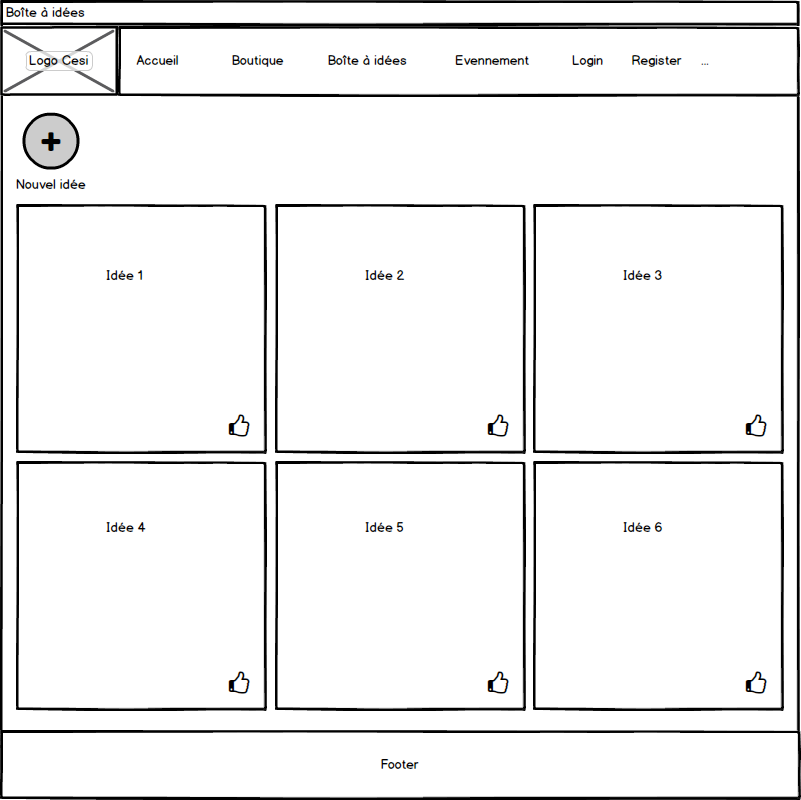 Boîte à idées
Logo Cesi
Accueil Boutique Boîte à idées Evennement Login Register ...
Nouvel idée
Idée 1 Idée 2 Idée 3
Idée 4 Idée 5 Idée 6
Footer